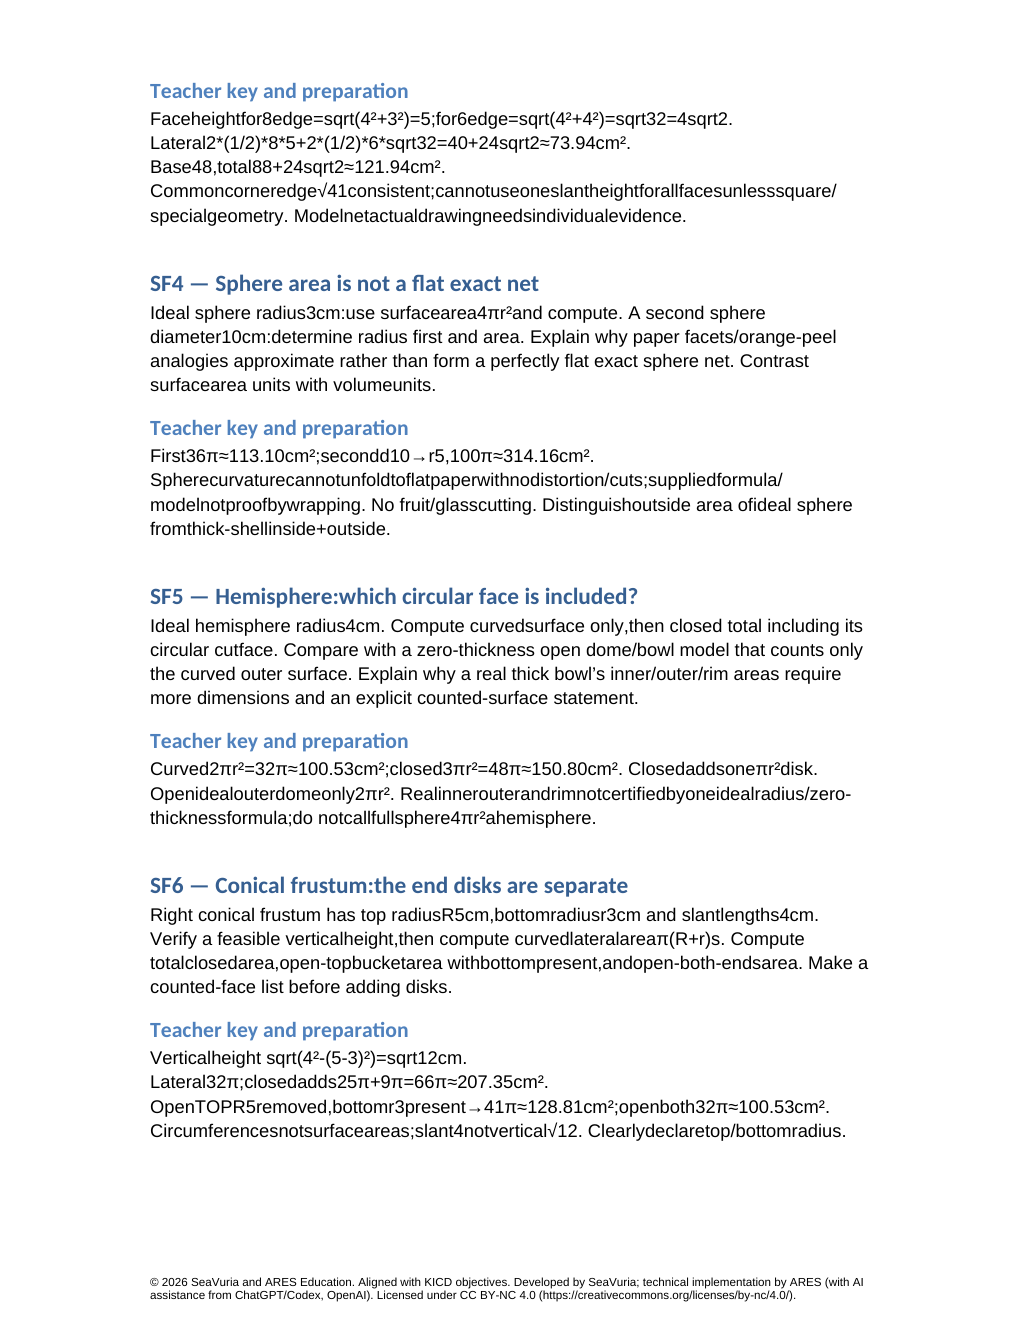 Teacher key and preparation
Faceheightfor8edge=sqrt(4²+3²)=5;for6edge=sqrt(4²+4²)=sqrt32=4sqrt2.
Lateral2*(1/2)*8*5+2*(1/2)*6*sqrt32=40+24sqrt2≈73.94cm².
Base48,total88+24sqrt2≈121.94cm².
Commoncorneredge√41consistent;cannotuseoneslantheightforallfacesunlesssquare/
specialgeometry. Modelnetactualdrawingneedsindividualevidence.
SF4 — Sphere area is not a flat exact net
Ideal sphere radius3cm:use surfacearea4πr²and compute. A second sphere
diameter10cm:determine radius first and area. Explain why paper facets/orange-peel
analogies approximate rather than form a perfectly flat exact sphere net. Contrast
surfacearea units with volumeunits.
Teacher key and preparation
First36π≈113.10cm²;secondd10→r5,100π≈314.16cm².
Spherecurvaturecannotunfoldtoflatpaperwithnodistortion/cuts;suppliedformula/
modelnotproofbywrapping. No fruit/glasscutting. Distinguishoutside area ofideal sphere
fromthick-shellinside+outside.
SF5 — Hemisphere:which circular face is included?
Ideal hemisphere radius4cm. Compute curvedsurface only,then closed total including its
circular cutface. Compare with a zero-thickness open dome/bowl model that counts only
the curved outer surface. Explain why a real thick bowl’s inner/outer/rim areas require
more dimensions and an explicit counted-surface statement.
Teacher key and preparation
Curved2πr²=32π≈100.53cm²;closed3πr²=48π≈150.80cm². Closedaddsoneπr²disk.
Openidealouterdomeonly2πr². Realinnerouterandrimnotcertifiedbyoneidealradius/zero-
thicknessformula;do notcallfullsphere4πr²ahemisphere.
SF6 — Conical frustum:the end disks are separate
Right conical frustum has top radiusR5cm,bottomradiusr3cm and slantlengths4cm.
Verify a feasible verticalheight,then compute curvedlateralareaπ(R+r)s. Compute
totalclosedarea,open-topbucketarea withbottompresent,andopen-both-endsarea. Make a
counted-face list before adding disks.
Teacher key and preparation
Verticalheight sqrt(4²-(5-3)²)=sqrt12cm.
Lateral32π;closedadds25π+9π=66π≈207.35cm².
OpenTOPR5removed,bottomr3present→41π≈128.81cm²;openboth32π≈100.53cm².
Circumferencesnotsurfaceareas;slant4notvertical√12. Clearlydeclaretop/bottomradius.
© 2026 SeaVuria and ARES Education. Aligned with KICD objectives. Developed by SeaVuria; technical implementation by ARES (with AI
assistance from ChatGPT/Codex, OpenAI). Licensed under CC BY-NC 4.0 (https://creativecommons.org/licenses/by-nc/4.0/).